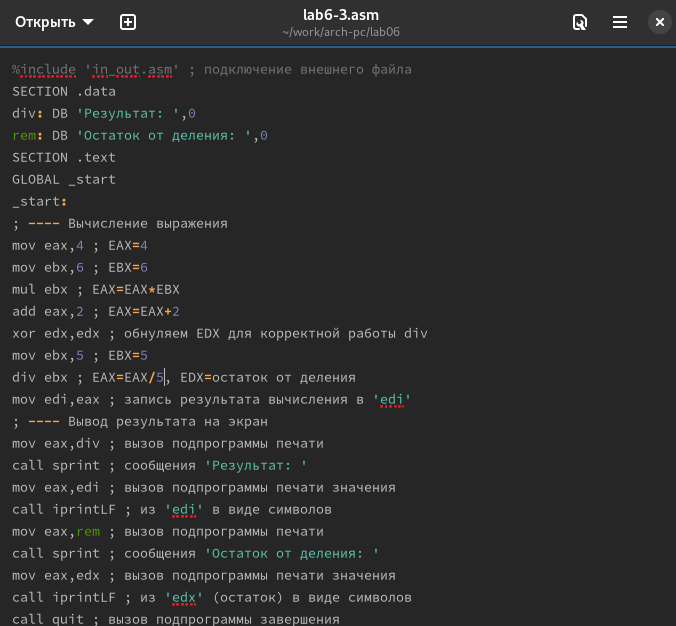 Открыть
lab6-3.asm
~/work/arch-pc/lab06
%include 'in_out.asm' ; подключение внешнего файла
SECTION .data
div: DB 'Результат: ',0
rem: DB 'Остаток от деления: ',0
SECTION .text
GLOBAL _start
_start:
; ---- Вычисление выражения
mov eax,4 ; EAX=4
mov ebx,6 ; EBX=6
mul ebx ; EAX=EAX*EBX
add eax,2 ; EAX=EAX+2
xor edx,edx ; обнуляем EDX для корректной работы div
mov ebx,5 ; EBX=5
div ebx ; EAX=EAX/5, EDX=остаток от деления
mov edi,eax ; запись результата вычисления в 'edi'
; ---- Вывод результата на экран
mov eax,div ; вызов подпрограммы печати
call sprint ; сообщения 'Результат: '
mov eax,edi ; вызов подпрограммы печати значения
call iprintLF ; из 'edi' в виде символов
mov eax,rem ; вызов подпрограммы печати
call sprint ; сообщения 'Остаток от деления: '
mov eax,edx ; вызов подпрограммы печати значения
call iprintLF ; из 'edx' (остаток) в виде символов
call quit ; вызов подпрограммы завершения